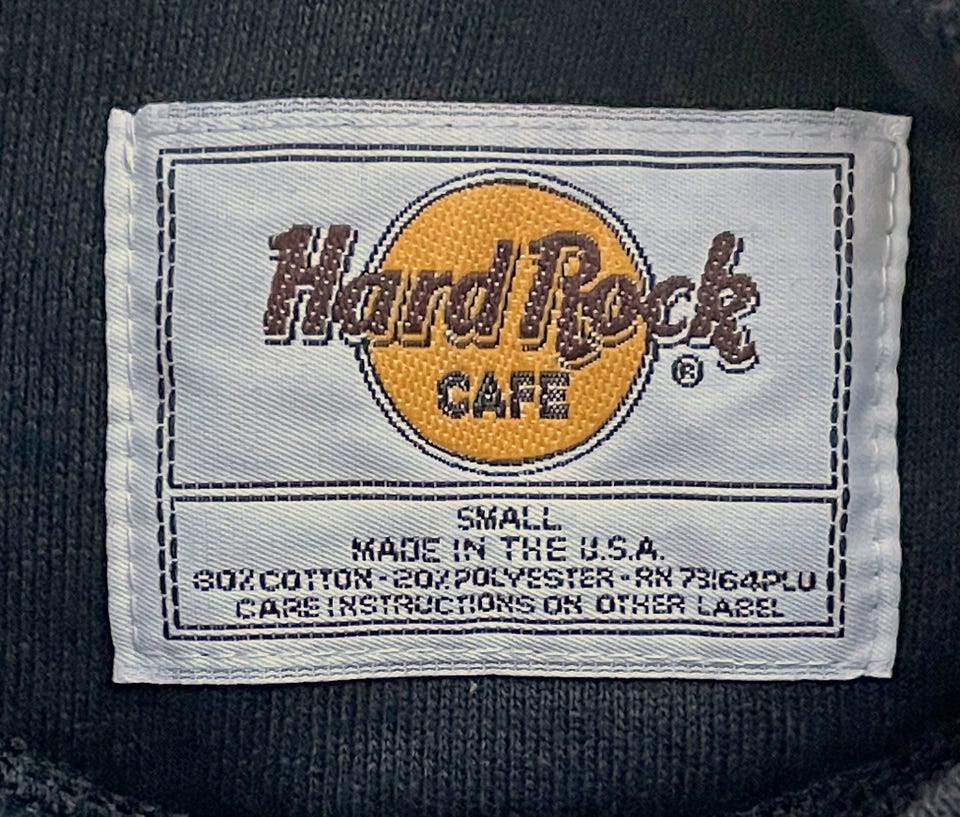 Hard Rock
CAFE
®
SMALL
MADE IN THE U.S.A.
80% COTTON - 20% POLYESTER - RN 73164PLU
CARE INSTRUCTIONS ON OTHER LABEL